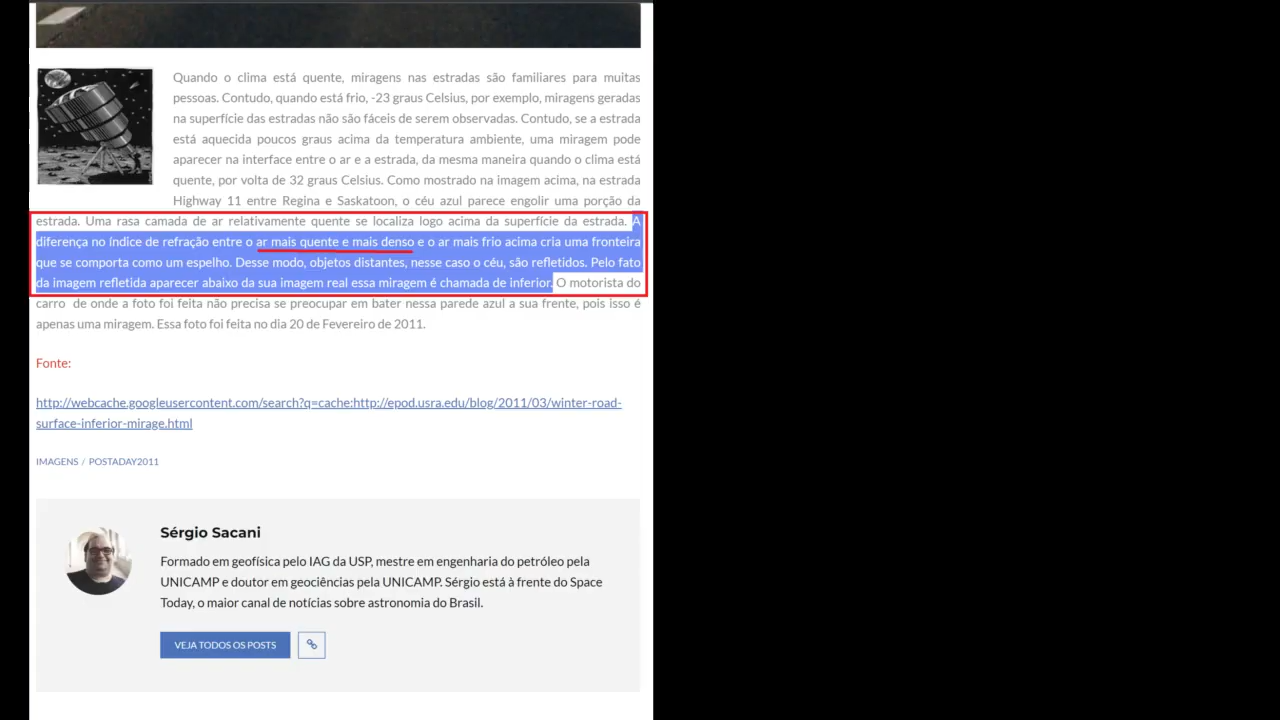 Quando o clima está quente, miragens nas estradas são familiares para muitas
pessoas. Contudo, quando está frio, -23 graus Celsius, por exemplo, miragens geradas
na superfície das estradas não são fáceis de serem observadas. Contudo, se a estrada
está aquecida poucos graus acima da temperatura ambiente, uma miragem pode
aparecer na interface entre o ar e a estrada, da mesma maneira quando o clima está
quente, por volta de 32 graus Celsius. Como mostrado na imagem acima, na estrada
Highway 11 entre Regina e Saskatoon, o céu azul parece engolir uma porção da
estrada. Uma rasa camada de ar relativamente quente se localiza logo acima da superfície da estrada. A
diferença no índice de refração entre o ar mais quente e mais denso e o ar mais frio acima cria uma fronteira
que se comporta como um espelho. Desse modo, objetos distantes, nesse caso o céu, são refletidos. Pelo fato
da imagem refletida aparecer abaixo da sua imagem real essa miragem é chamada de inferior. O motorista do
carro de onde a foto foi feita não precisa se preocupar em bater nessa parede azul a sua frente, pois isso é
apenas uma miragem. Essa foto foi feita no dia 20 de Fevereiro de 2011.
Fonte:
http://webcache.googleusercontent.com/search?q=cache:http://epod.usra.edu/blog/2011/03/winter-road-
surface-inferior-mirage.html
IMAGENS / POSTADAY2011
Sérgio Sacani
Formado em geofísica pelo IAG da USP, mestre em engenharia do petróleo pela
UNICAMP e doutor em geociências pela UNICAMP. Sérgio está à frente do Space
Today, o maior canal de notícias sobre astronomia do Brasil.
VEJA TODOS OS POSTS